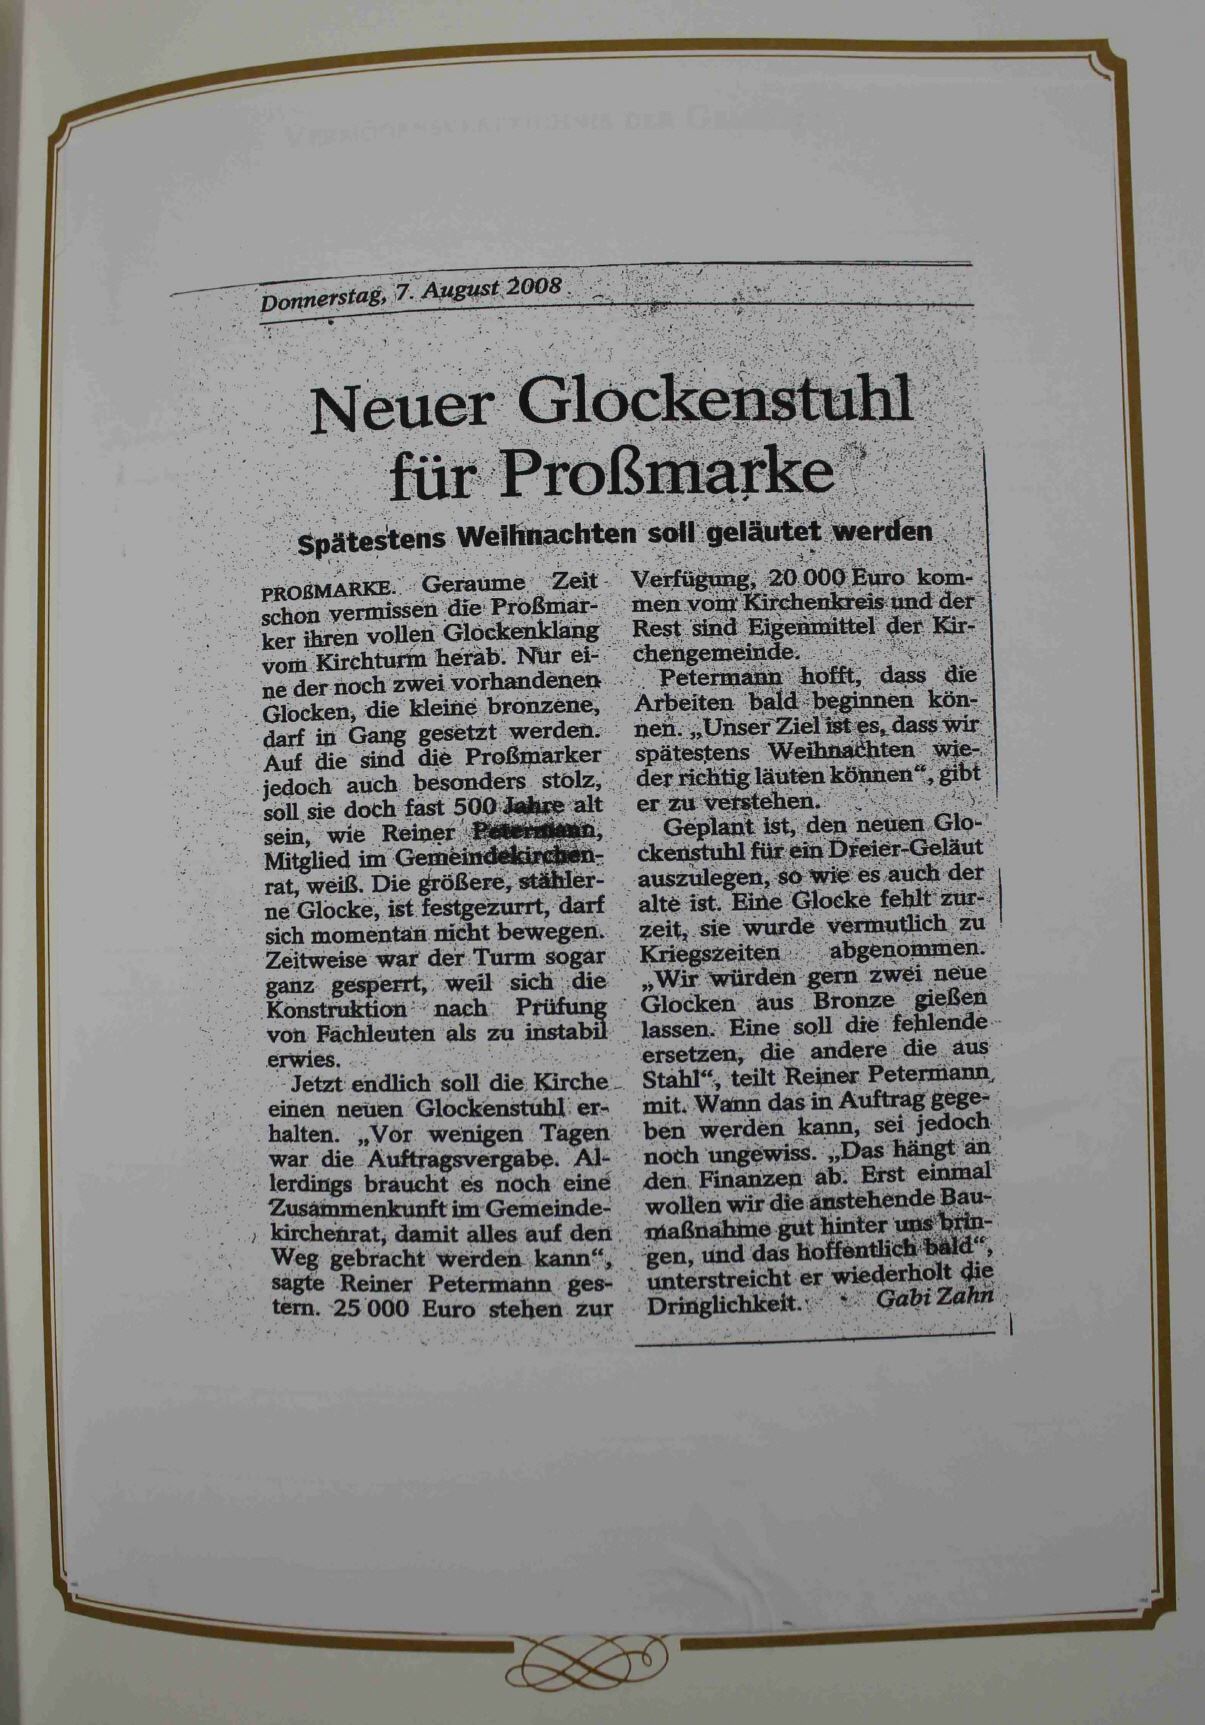 Donnerstag, 7. August 2008
Neuer Glockenstuhl
für Proßmarke
Spätestens Weihnachten soll geläutet werden
PROßMARKE. Geraume Zeit
schon vermissen die Proßmar-
ker ihren vollen Glockenklang
vom Kirchturm herab. Nur ei-
ne der noch zwei vorhandenen
Glocken, die kleine bronzene,
darf in Gang gesetzt werden.
Auf die sind die Proßmarker
jedoch auch besonders stolz,
soll sie doch fast 500 Jahre alt
sein, wie Reiner Petermann,
Mitglied im Gemeindekirchen-
rat, weiß. Die größere, stähler-
ne Glocke, ist festgezurrt, darf
sich momentan nicht bewegen.
Zeitweise war der Turm sogar
ganz gesperrt, weil sich die
Konstruktion nach Prüfung
von Fachleuten als zu instabil
erwies.
Jetzt endlich soll die Kirche
einen neuen Glockenstuhl er-
halten. „Vor wenigen Tagen
war die Auftragsvergabe. Al-
lerdings braucht es noch eine
Zusammenkunft im Gemeinde-
kirchenrat, damit alles auf den
Weg gebracht werden kann“,
sagte Reiner Petermann ges-
tern. 25 000 Euro stehen zur
Verfügung, 20 000 Euro kom-
men vom Kirchenkreis und der
Rest sind Eigenmittel der Kir-
chengemeinde.
Petermann hofft, dass die
Arbeiten bald beginnen kön-
nen. „Unser Ziel ist es, dass wir
spätestens Weihnachten wie-
der richtig läuten können“, gibt
er zu verstehen.
Geplant ist, den neuen Glo-
ckenstuhl für ein Dreier-Geläut
auszulegen, so wie es auch der
alte ist. Eine Glocke fehlt zur-
zeit, sie wurde vermutlich zu
Kriegszeiten abgenommen.
„Wir würden gern zwei neue
Glocken aus Bronze gießen
lassen. Eine soll die fehlende
ersetzen, die andere die aus
Stahl“, teilt Reiner Petermann
mit. Wann das in Auftrag gege-
ben werden kann, sei jedoch
noch ungewiss. „Das hängt an
den Finanzen ab. Erst einmal
wollen wir die anstehende Bau-
maßnahme gut hinter uns brin-
gen, und das hoffentlich bald“,
unterstreicht er wiederholt die
Dringlichkeit. Gabi Zahn